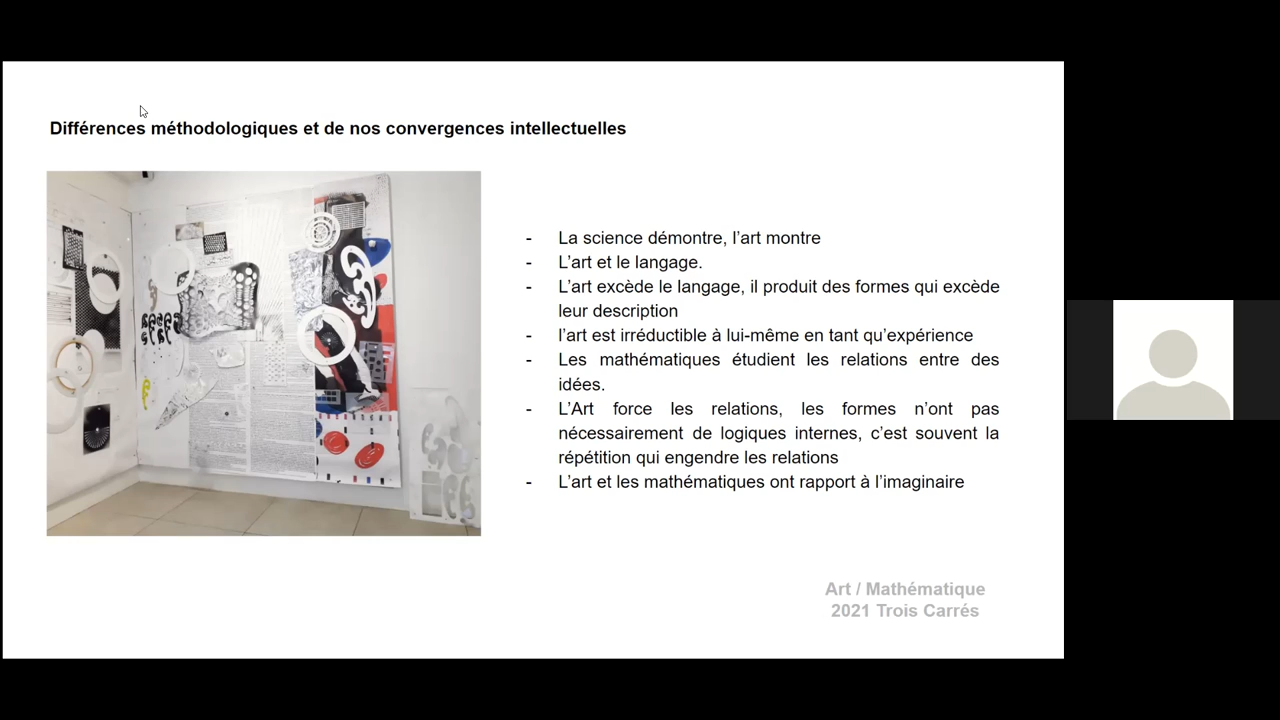 Différences méthodologiques et de nos convergences intellectuelles
- La science démontre, l’art montre
- L’art et le langage.
- L’art excède le langage, il produit des formes qui excède
leur description
- l’art est irréductible à lui-même en tant qu’expérience
- Les mathématiques étudient les relations entre des
idées.
- L’Art force les relations, les formes n’ont pas
nécessairement de logiques internes, c’est souvent la
répétition qui engendre les relations
- L’art et les mathématiques ont rapport à l’imaginaire
Art / Mathématique
2021 Trois Carrés